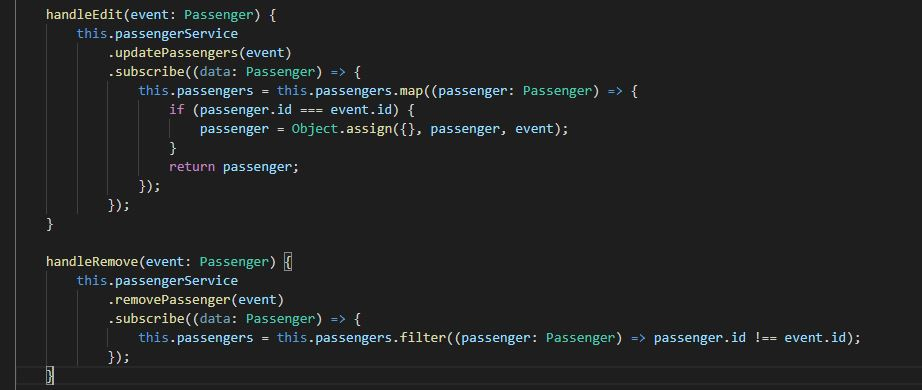 handleEdit(event: Passenger) {
    this.passengerService
        .updatePassengers(event)
        .subscribe((data: Passenger) => {
            this.passengers = this.passengers.map((passenger: Passenger) => {
                if (passenger.id === event.id) {
                    passenger = Object.assign({}, passenger, event);
                }
                return passenger;
            });
        });
}

handleRemove(event: Passenger) {
    this.passengerService
        .removePassenger(event)
        .subscribe((data: Passenger) => {
            this.passengers = this.passengers.filter((passenger: Passenger) => passenger.id !== event.id);
        });
}